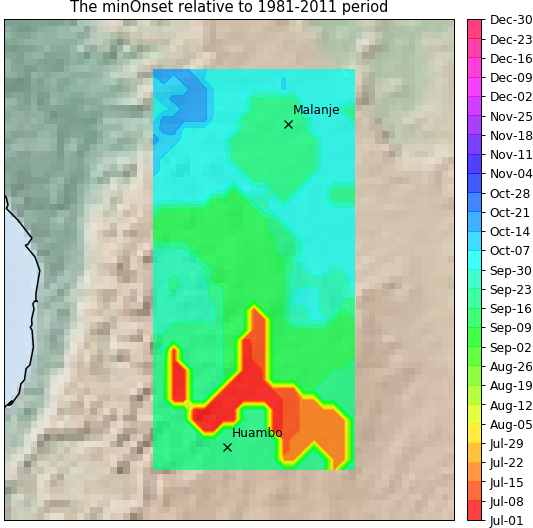 The minOnset relative to 1981-2011 period
Malanje
Huambo
Dec-30
Dec-23
Dec-16
Dec-09
Dec-02
Nov-25
Nov-18
Nov-11
Nov-04
Oct-28
Oct-21
Oct-14
Oct-07
Sep-30
Sep-23
Sep-16
Sep-09
Sep-02
Aug-26
Aug-19
Aug-12
Aug-05
Jul-29
Jul-22
Jul-15
Jul-08
Jul-01